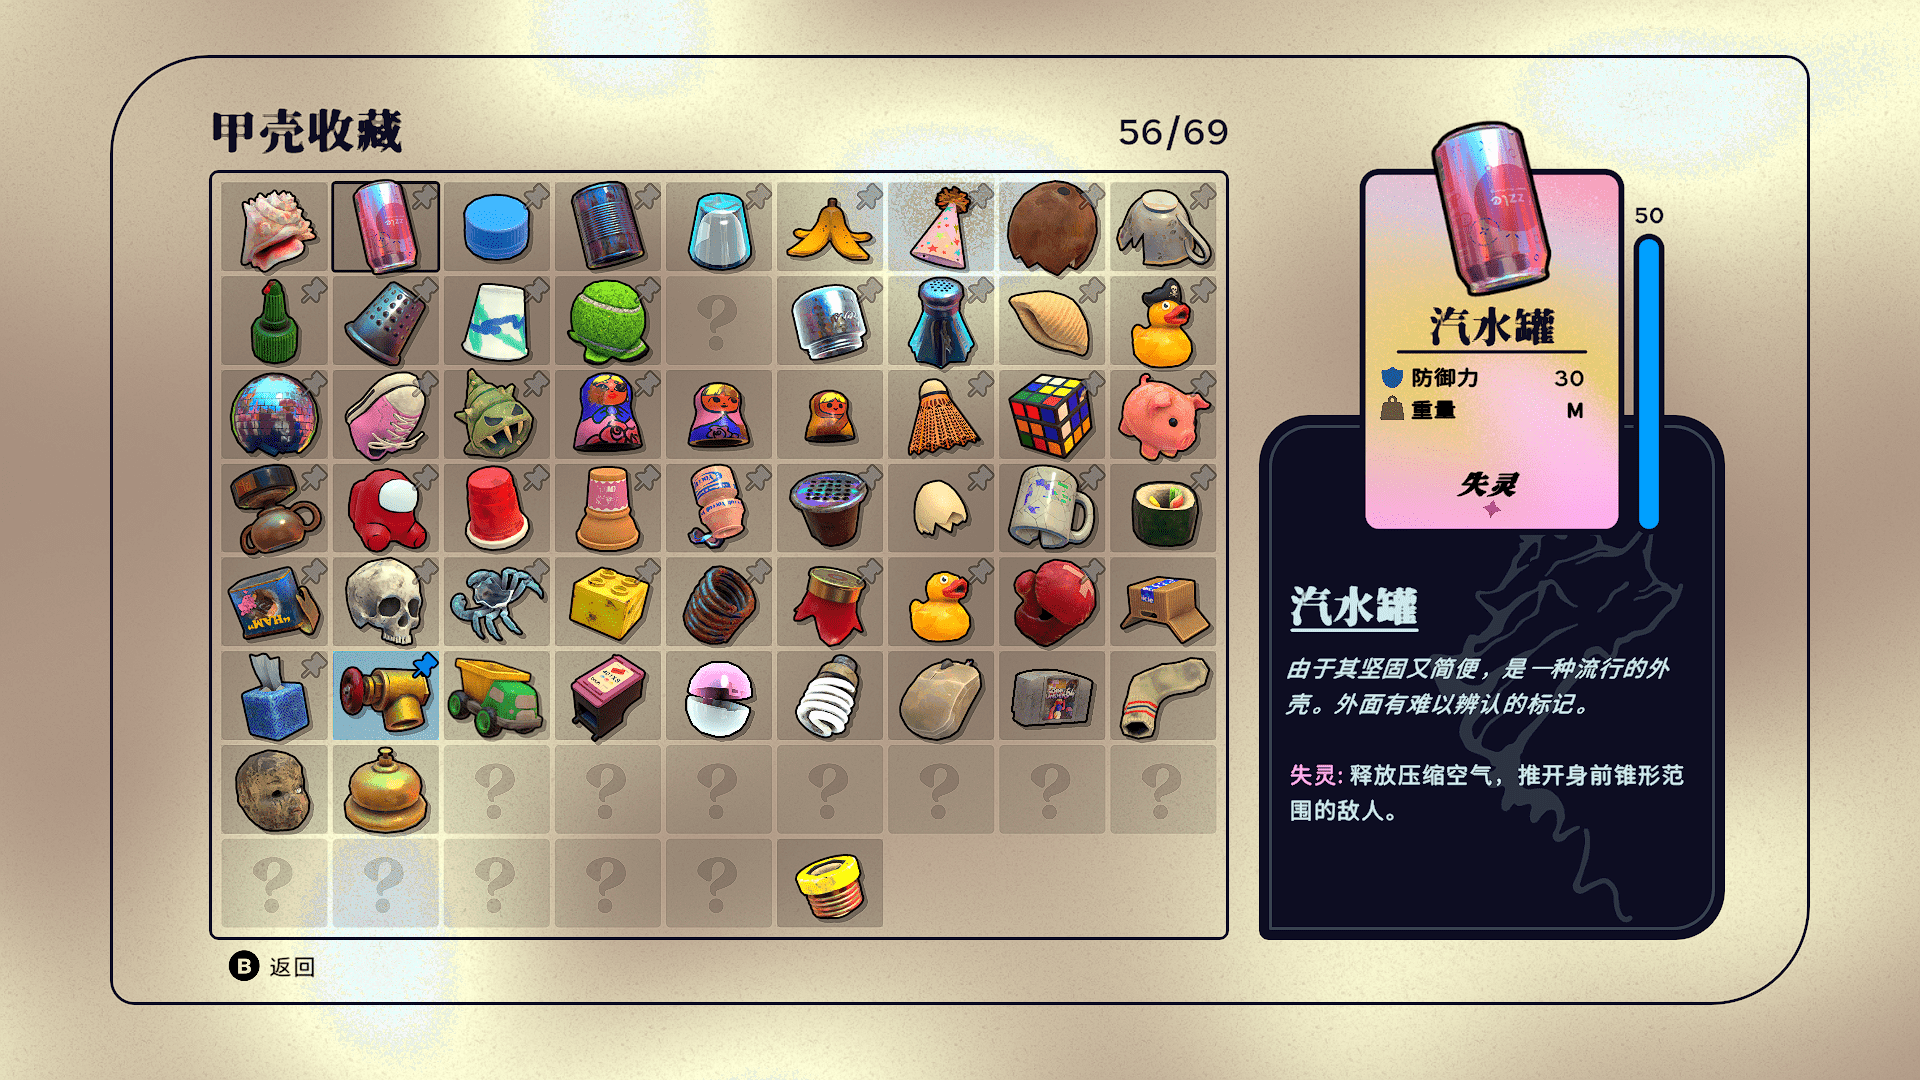 甲壳收藏
56/69
zzle
50
汽水罐
防御力 30
重量 M
失灵
汽水罐
由于其坚固又简便，是一种流行的外
壳。外面有难以辨认的标记。
失灵: 释放压缩空气，推开身前锥形范
围的敌人。
"HAM"
B 返回